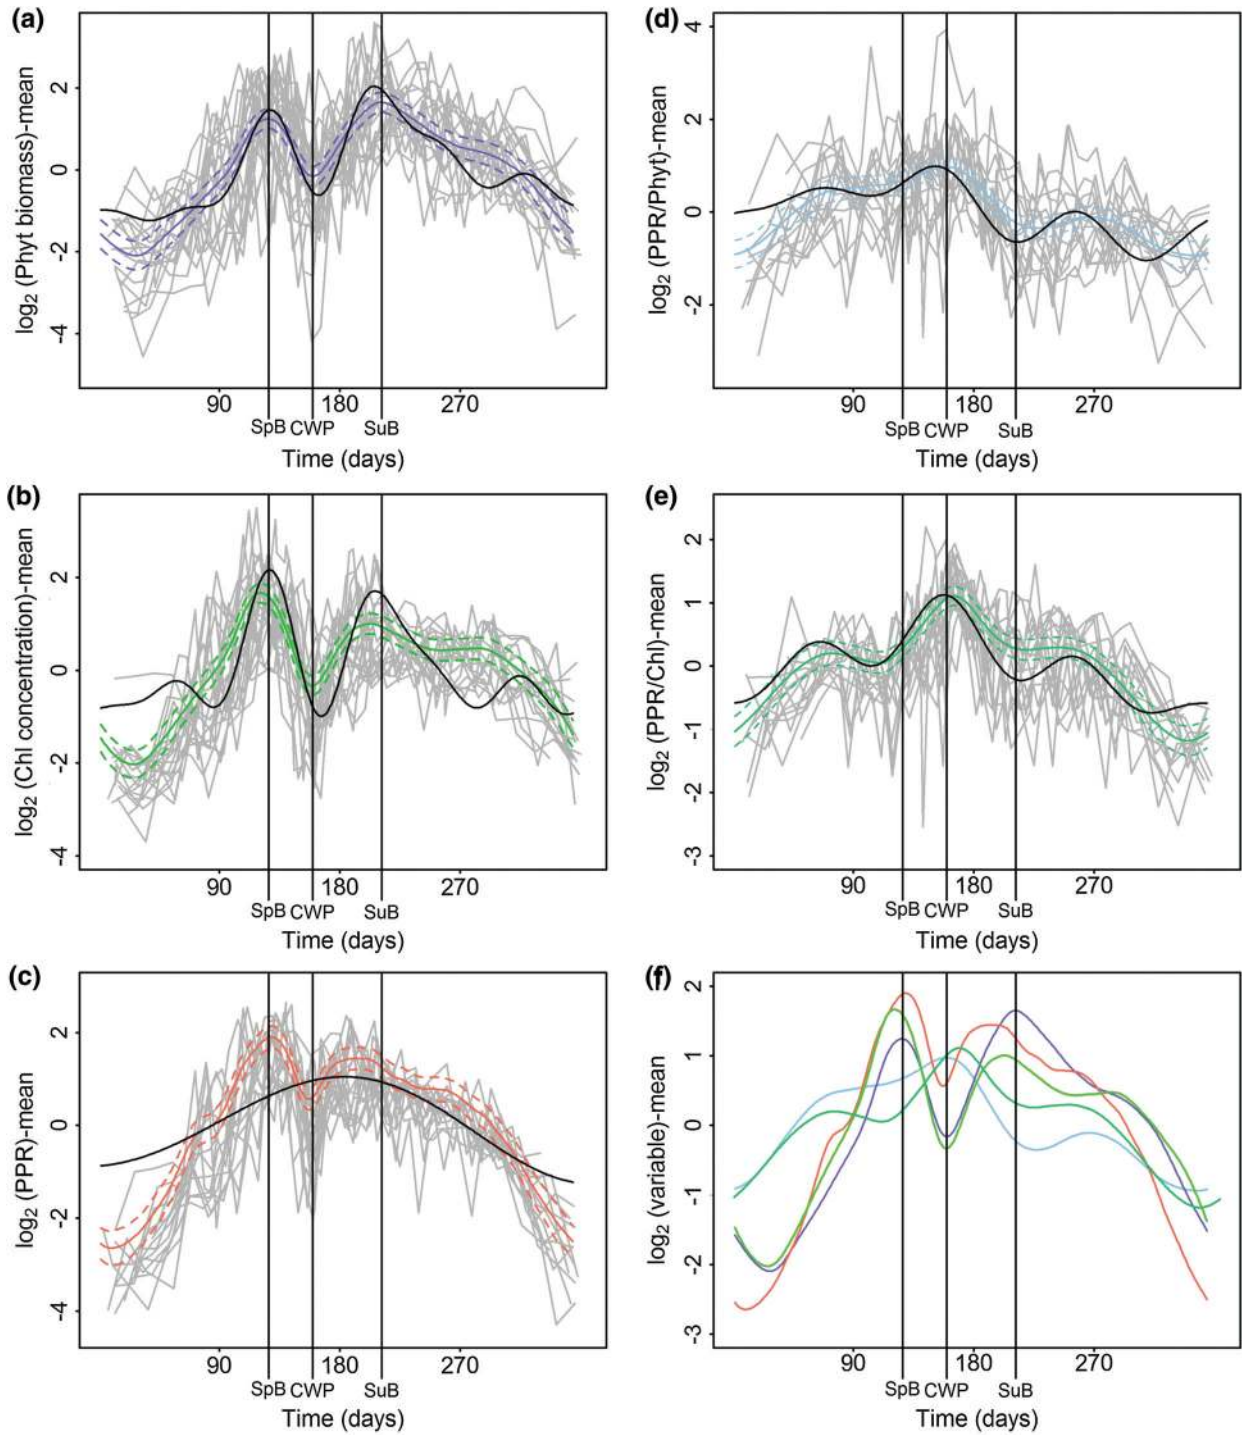 (a)
log2 (Phyt biomass)-mean
2
0
-2
-4
90 180 270
SpB CWP SuB
Time (days)
(d)
log2 (PPR/Phyt)-mean
4
2
0
-2
90 180 270
SpB CWP SuB
Time (days)
(b)
log2 (Chl concentration)-mean
2
0
-2
-4
90 180 270
SpB CWP SuB
Time (days)
(e)
log2 (PPR/Chl)-mean
2
1
0
-1
-2
-3
90 180 270
SpB CWP SuB
Time (days)
(c)
log2 (PPR)-mean
2
0
-2
-4
90 180 270
SpB CWP SuB
Time (days)
(f)
log2 (variable)-mean
2
1
0
-1
-2
-3
90 180 270
SpB CWP SuB
Time (days)